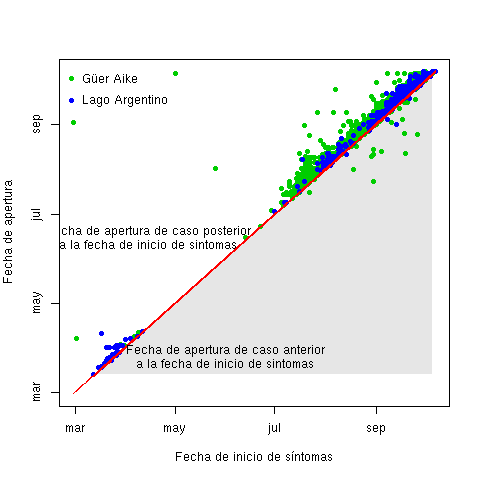 Güer Aike
Lago Argentino
cha de apertura de caso posterior
a la fecha de inicio de sintomas
Fecha de apertura de caso anterior
a la fecha de inicio de sintomas
Fecha de apertura
mar
may
jul
sep
mar
may
jul
sep
Fecha de inicio de síntomas